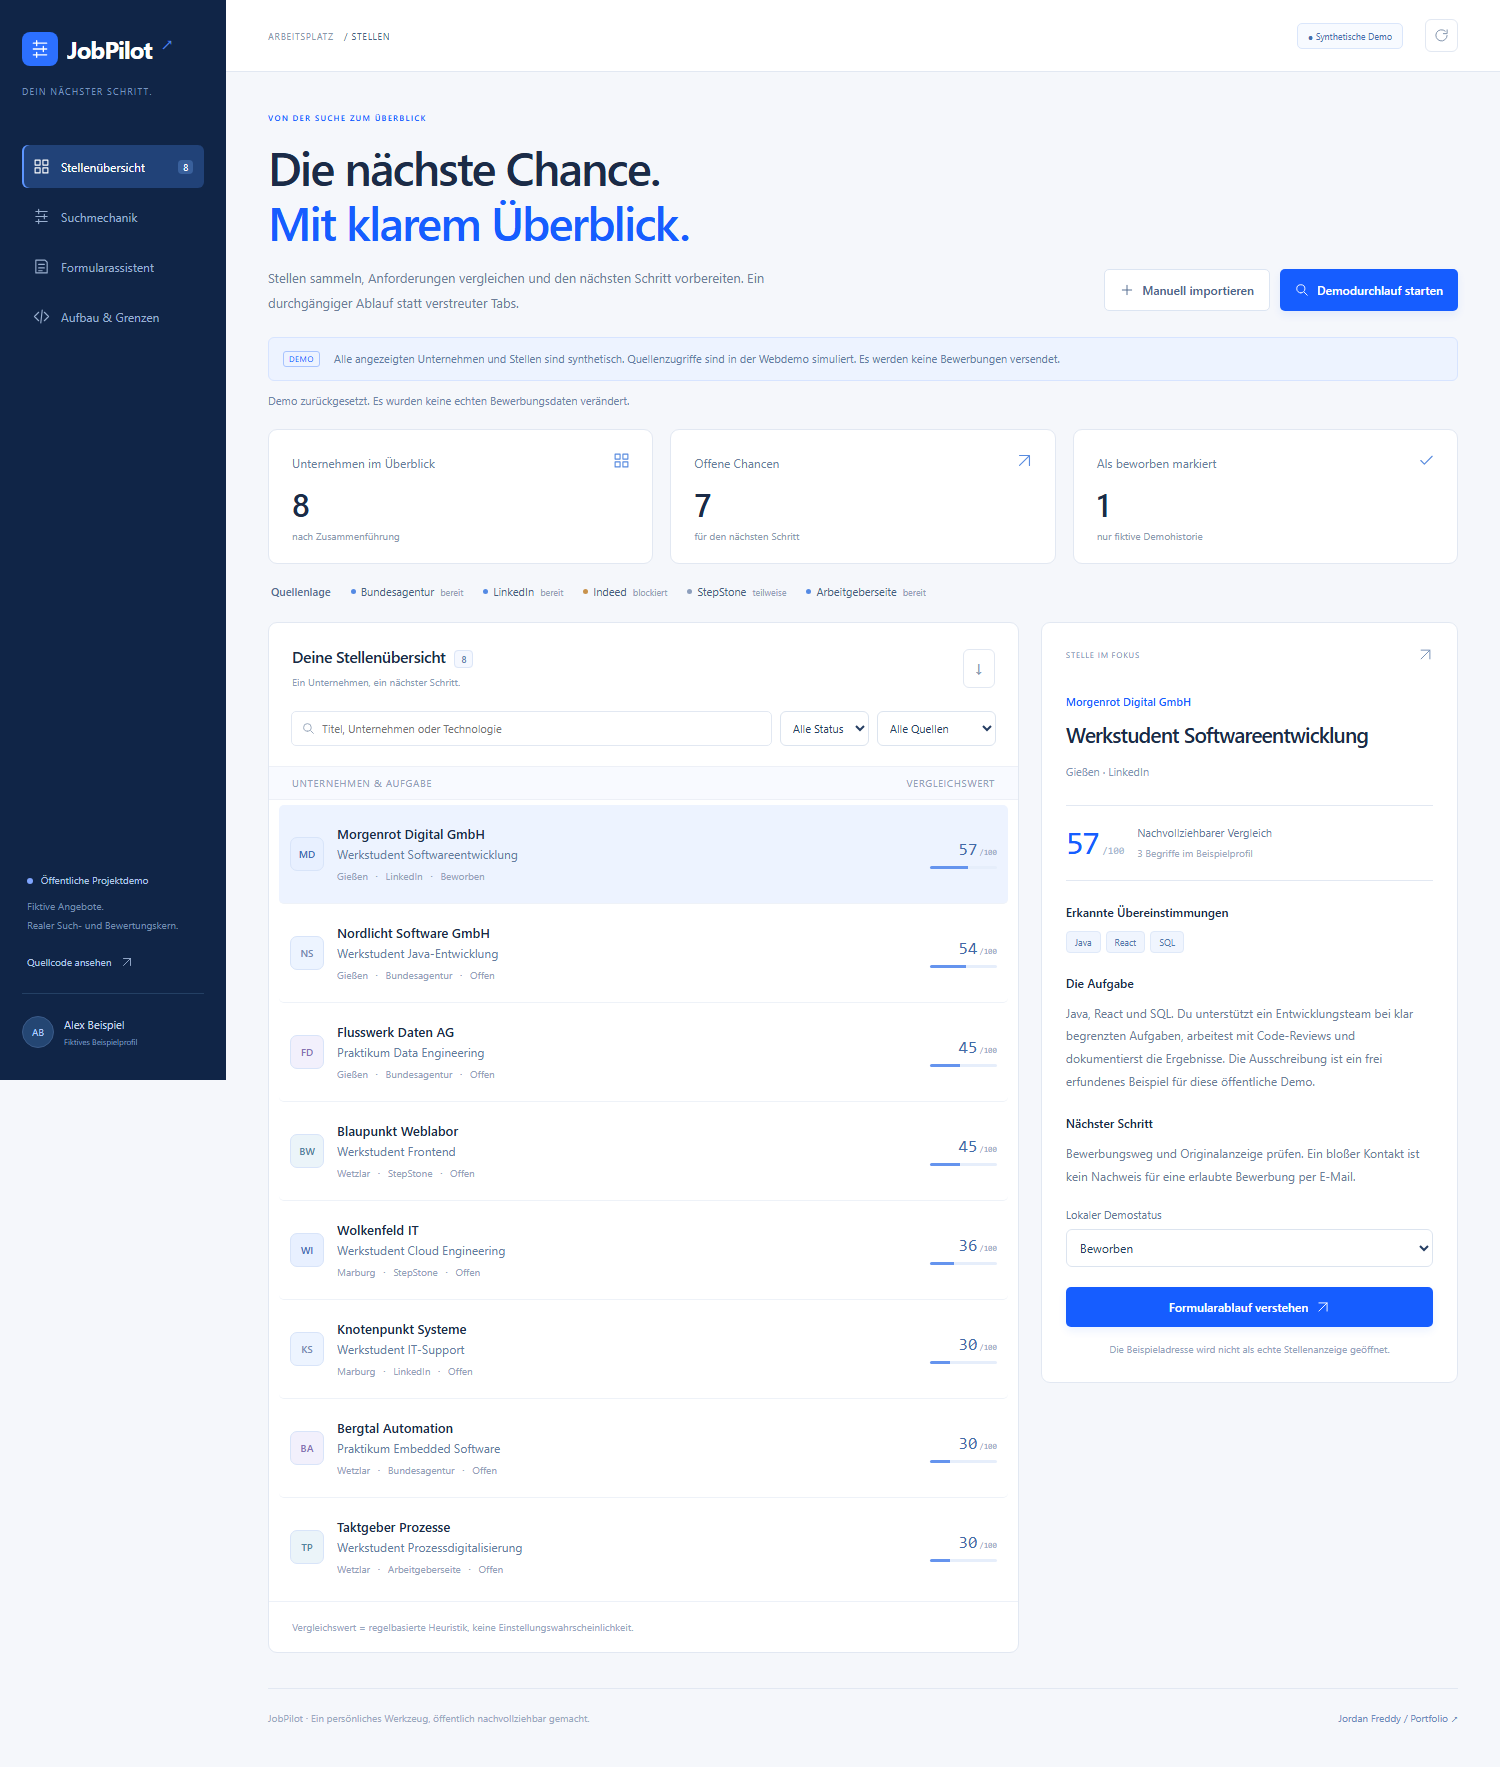 JobPilot ↗
DEIN NÄCHSTER SCHRITT.
Stellenübersicht 8
Suchmechanik
Formularassistent
Aufbau & Grenzen
Öffentliche Projektdemo
Fiktive Angebote.
Realer Such- und Bewertungskern.
Quellcode ansehen
AB
Alex Beispiel
Fiktives Beispielprofil
ARBEITSPLATZ / STELLEN
Synthetische Demo
VON DER SUCHE ZUM ÜBERBLICK
Die nächste Chance.
Mit klarem Überblick.
Stellen sammeln, Anforderungen vergleichen und den nächsten Schritt vorbereiten. Ein
durchgängiger Ablauf statt verstreuter Tabs.
Manuell importieren
Demodurchlauf starten
DEMO Alle angezeigten Unternehmen und Stellen sind synthetisch. Quellenzugriffe sind in der Webdemo simuliert. Es werden keine Bewerbungen versendet.
Demo zurückgesetzt. Es wurden keine echten Bewerbungsdaten verändert.
Unternehmen im Überblick
8
nach Zusammenführung
Offene Chancen
7
für den nächsten Schritt
Als beworben markiert
1
nur fiktive Demohistorie
Quellenlage Bundesagentur bereit LinkedIn bereit Indeed blockiert StepStone teilweise Arbeitgeberseite bereit
Deine Stellenübersicht 8
Ein Unternehmen, ein nächster Schritt.
↓
Titel, Unternehmen oder Technologie
Alle Status
Alle Quellen
UNTERNEHMEN & AUFGABE VERGLEICHSWERT
MD
Morgenrot Digital GmbH
Werkstudent Softwareentwicklung
Gießen · LinkedIn · Beworben
57 /100
NS
Nordlicht Software GmbH
Werkstudent Java-Entwicklung
Gießen · Bundesagentur · Offen
54 /100
FD
Flusswerk Daten AG
Praktikum Data Engineering
Gießen · Bundesagentur · Offen
45 /100
BW
Blaupunkt Weblabor
Werkstudent Frontend
Wetzlar · StepStone · Offen
45 /100
WI
Wolkenfeld IT
Werkstudent Cloud Engineering
Marburg · StepStone · Offen
36 /100
KS
Knotenpunkt Systeme
Werkstudent IT-Support
Marburg · LinkedIn · Offen
30 /100
BA
Bergtal Automation
Praktikum Embedded Software
Wetzlar · Bundesagentur · Offen
30 /100
TP
Taktgeber Prozesse
Werkstudent Prozessdigitalisierung
Wetzlar · Arbeitgeberseite · Offen
30 /100
Vergleichswert = regelbasierte Heuristik, keine Einstellungswahrscheinlichkeit.
STELLE IM FOKUS
Morgenrot Digital GmbH
Werkstudent Softwareentwicklung
Gießen · LinkedIn
57 /100
Nachvollziehbarer Vergleich
3 Begriffe im Beispielprofil
Erkannte Übereinstimmungen
Java React SQL
Die Aufgabe
Java, React und SQL. Du unterstützt ein Entwicklungsteam bei klar
begrenzten Aufgaben, arbeitest mit Code-Reviews und
dokumentierst die Ergebnisse. Die Ausschreibung ist ein frei
erfundenes Beispiel für diese öffentliche Demo.
Nächster Schritt
Bewerbungsweg und Originalanzeige prüfen. Ein bloßer Kontakt ist
kein Nachweis für eine erlaubte Bewerbung per E-Mail.
Lokaler Demostatus
Beworben
Formularablauf verstehen
Die Beispieladresse wird nicht als echte Stellenanzeige geöffnet.
JobPilot · Ein persönliches Werkzeug, öffentlich nachvollziehbar gemacht.
Jordan Freddy / Portfolio ↗